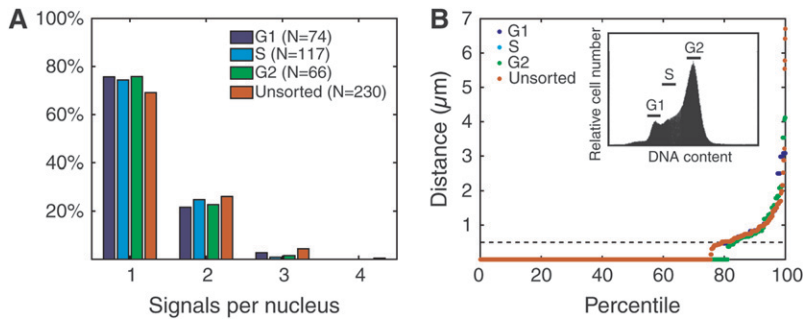 A
100%
80%
60%
40%
20%
G1 (N=74)
S (N=117)
G2 (N=66)
Unsorted (N=230)
1 2 3 4
Signals per nucleus
B
Distance (µm)
7
6
5
4
3
2
1
G1
S
G2
Unsorted
Relative cell number
G1
S
G2
DNA content
0 20 40 60 80 100
Percentile